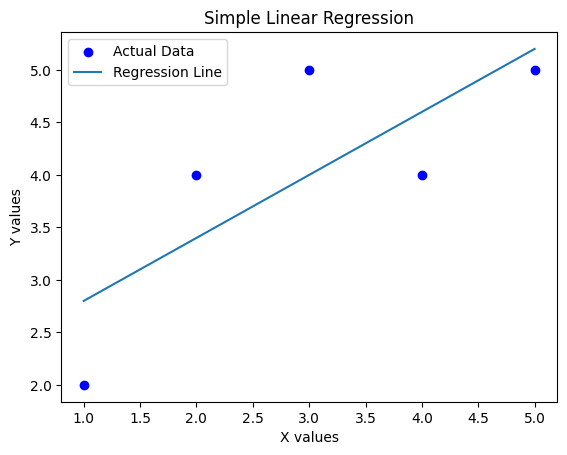 Simple Linear Regression
Actual Data
Regression Line
5.0
4.5
4.0
3.5
3.0
2.5
2.0
Y values
1.0 1.5 2.0 2.5 3.0 3.5 4.0 4.5 5.0
X values